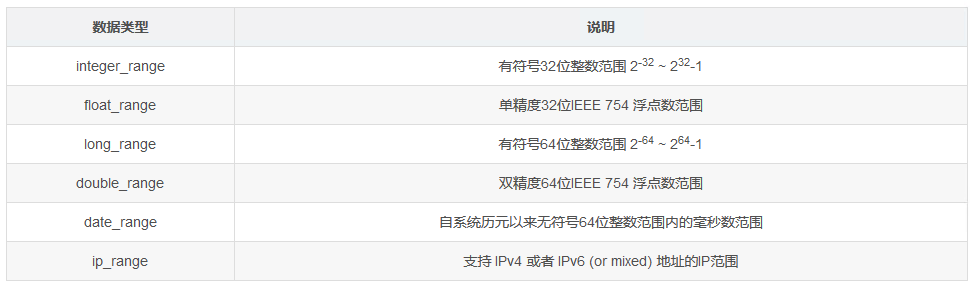 数据类型 说明
integer_range 有符号32位整数范围 2-32 ~ 232-1
float_range 单精度32位IEEE 754 浮点数范围
long_range 有符号64位整数范围 2-64 ~ 264-1
double_range 双精度64位IEEE 754 浮点数范围
date_range 自系统历元以来无符号64位整数范围内的毫秒数范围
ip_range 支持 IPv4 或者 IPv6 (or mixed) 地址的IP范围